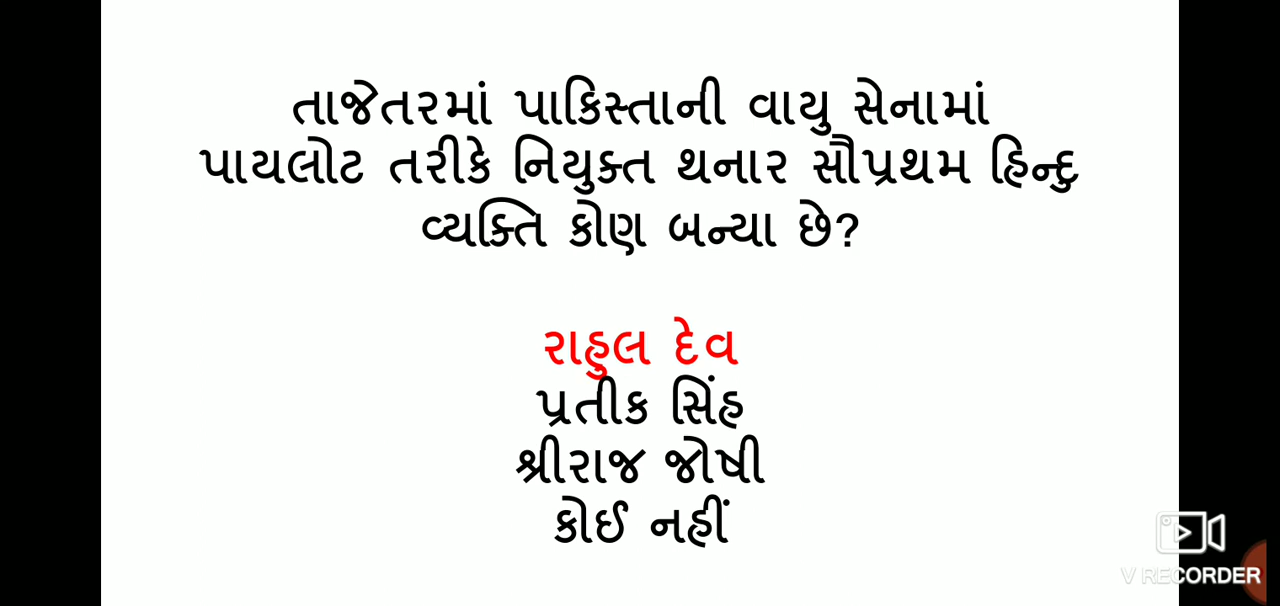 તાજેતરમાં પાકિસ્તાની વાયુ સેનામાં
પાયલોટ તરીકે નિયુક્ત થનાર સૌપ્રથમ હિન્દુ
વ્યક્તિ કોણ બન્યા છે?
રાહુલ દેવ
પ્રતીક સિંહ
શ્રીરાજ જોષી
કોઈ નહીં
V RECORDER